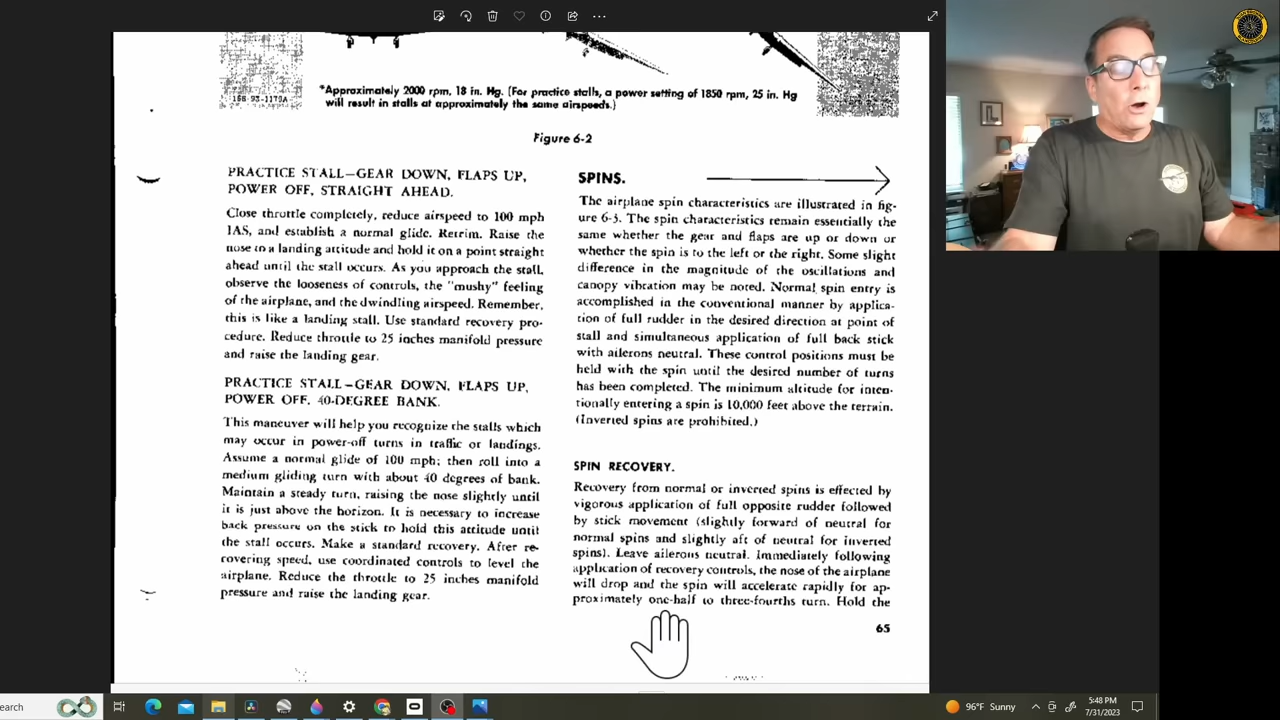 *Approximately 2000 rpm, 18 in. Hg. (For practice stalls, a power setting of 1850 rpm, 25 in. Hg
will result in stalls at approximately the same airspeeds.)
Figure 6-2
PRACTICE STALL—GEAR DOWN, FLAPS UP,
POWER OFF, STRAIGHT AHEAD.
Close throttle completely, reduce airspeed to 100 mph
IAS, and establish a normal glide. Retrim. Raise the
nose to a landing attitude and hold it on a point straight
ahead until the stall occurs. As you approach the stall,
observe the looseness of controls, the "mushy" feeling
of the airplane, and the dwindling airspeed. Remember,
this is like a landing stall. Use standard recovery pro-
cedure. Reduce throttle to 25 inches manifold pressure
and raise the landing gear.
PRACTICE STALL—GEAR DOWN, FLAPS UP,
POWER OFF, 40-DEGREE BANK.
This maneuver will help you recognize the stalls which
may occur in power-off turns in traffic or landings.
Assume a normal glide of 100 mph; then roll into a
medium gliding turn with about 40 degrees of bank.
Maintain a steady turn, raising the nose slightly until
it is just above the horizon. It is necessary to increase
back pressure on the stick to hold this attitude until
the stall occurs. Make a standard recovery. After re-
covering speed, use coordinated controls to level the
airplane. Reduce the throttle to 25 inches manifold
pressure and raise the landing gear.
SPINS.
The airplane spin characteristics are illustrated in fig-
ure 6-3. The spin characteristics remain essentially the
same whether the gear and flaps are up or down or
whether the spin is to the left or the right. Some slight
difference in the magnitude of the oscillations and
canopy vibration may be noted. Normal spin entry is
accomplished in the conventional manner by applica-
tion of full rudder in the desired direction at point of
stall and simultaneous application of full back stick
with ailerons neutral. These control positions must be
held with the spin until the desired number of turns
has been completed. The minimum altitude for inten-
tionally entering a spin is 10,000 feet above the terrain.
(Inverted spins are prohibited.)
SPIN RECOVERY.
Recovery from normal or inverted spins is effected by
vigorous application of full opposite rudder followed
by stick movement (slightly forward of neutral for
normal spins and slightly aft of neutral for inverted
spins). Leave ailerons neutral. Immediately following
application of recovery controls, the nose of the airplane
will drop and the spin will accelerate rapidly for ap-
proximately one-half to three-fourths turn. Hold the
65
earch
96°F Sunny
5:48 PM
7/31/2023